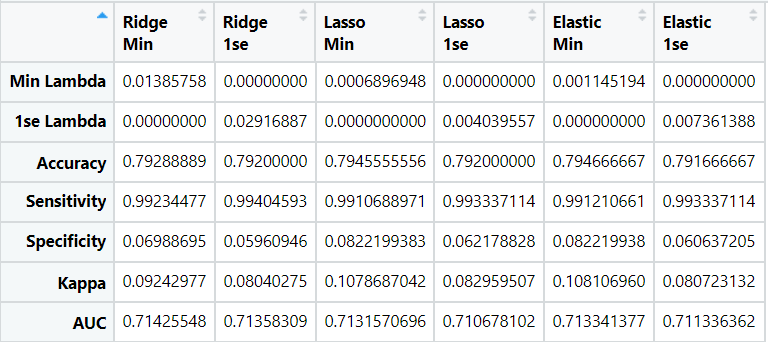 Ridge Min Ridge 1se Lasso Min Lasso 1se Elastic Min Elastic 1se
Min Lambda 0.01385758 0.00000000 0.0006896948 0.000000000 0.001145194 0.000000000
1se Lambda 0.00000000 0.02916887 0.0000000000 0.004039557 0.000000000 0.007361388
Accuracy 0.79288889 0.79200000 0.7945555556 0.792000000 0.794666667 0.791666667
Sensitivity 0.99234477 0.99404593 0.9910688971 0.993337114 0.991210661 0.993337114
Specificity 0.06988695 0.05960946 0.0822199383 0.062178828 0.082219938 0.060637205
Kappa 0.09242977 0.08040275 0.1078687042 0.082959507 0.108106960 0.080723132
AUC 0.71425548 0.71358309 0.7131570696 0.710678102 0.713341377 0.711336362